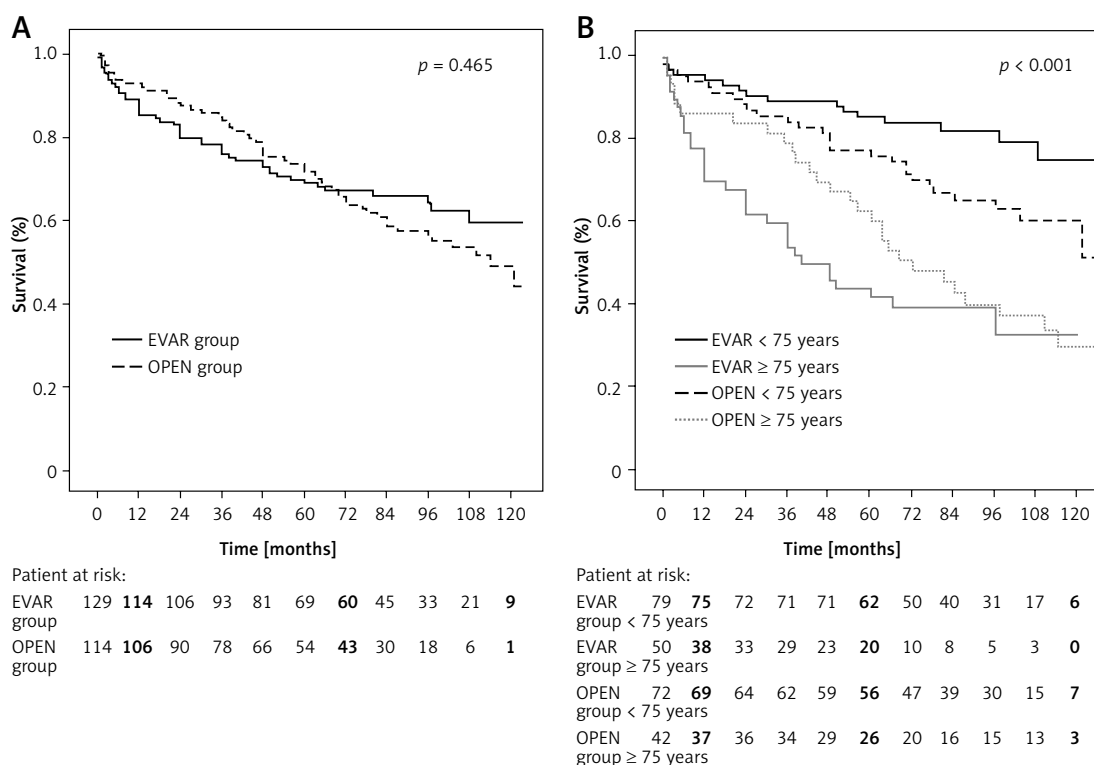 A
p = 0.465
Survival (%)
1.0
0.8
0.6
0.4
0.2
0
EVAR group
OPEN group
0 12 24 36 48 60 72 84 96 108 120
Time [months]
Patient at risk:
EVAR group 129 114 106 93 81 69 60 45 33 21 9
OPEN group 114 106 90 78 66 54 43 30 18 6 1
B
p < 0.001
Survival (%)
1.0
0.8
0.6
0.4
0.2
0
EVAR < 75 years
EVAR ≥ 75 years
OPEN < 75 years
OPEN ≥ 75 years
0 12 24 36 48 60 72 84 96 108 120
Time [months]
Patient at risk:
EVAR 79 75 72 71 71 62 50 40 31 17 6
group < 75 years
EVAR 50 38 33 29 23 20 10 8 5 3 0
group ≥ 75 years
OPEN 72 69 64 62 59 56 47 39 30 15 7
group < 75 years
OPEN 42 37 36 34 29 26 20 16 15 13 3
group ≥ 75 years